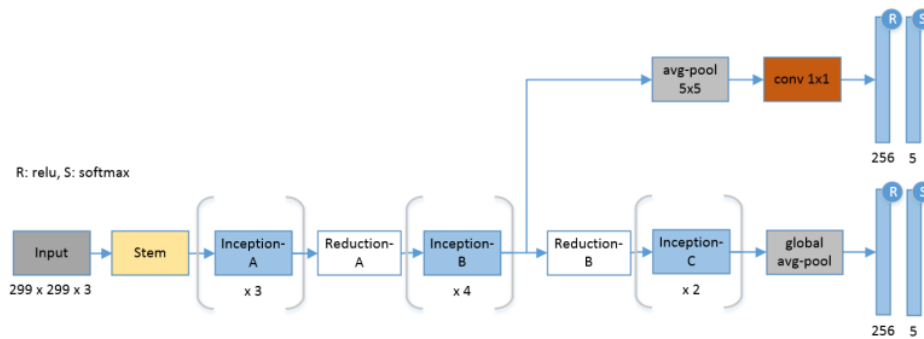 R
S
avg-pool
5x5
conv 1x1
256
5
R: relu, S: softmax
R
S
Input
Stem
Inception-
A
Reduction-
A
Inception-
B
Reduction-
B
Inception-
C
global
avg-pool
299 x 299 x 3
x 3
x 4
x 2
256
5